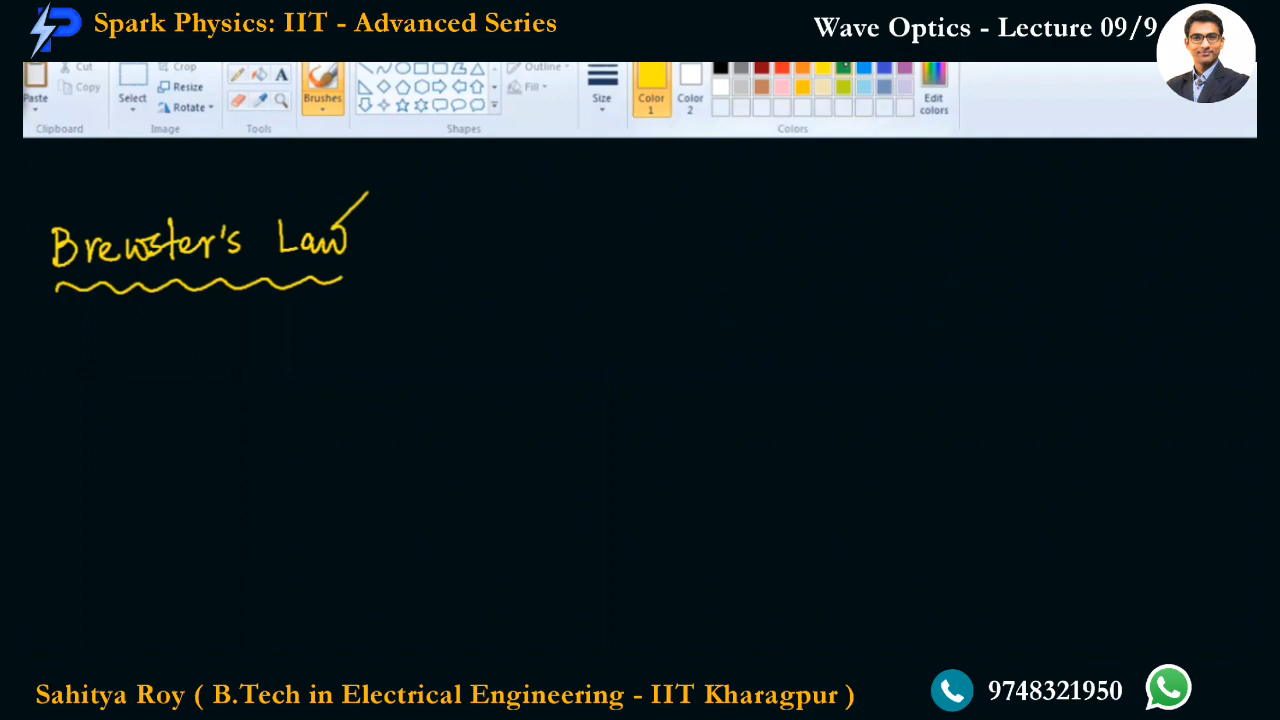 Spark Physics: IIT - Advanced Series
Wave Optics - Lecture 09/9
Cut
Crop
Outline
Paste
Copy
Select
Resize
Rotate
A
Brushes
Fill
Size
Color 1
Color 2
Edit colors
Clipboard
Image
Tools
Shapes
Colors
Brewster's Law
Sahitya Roy ( B.Tech in Electrical Engineering - IIT Kharagpur )
9748321950